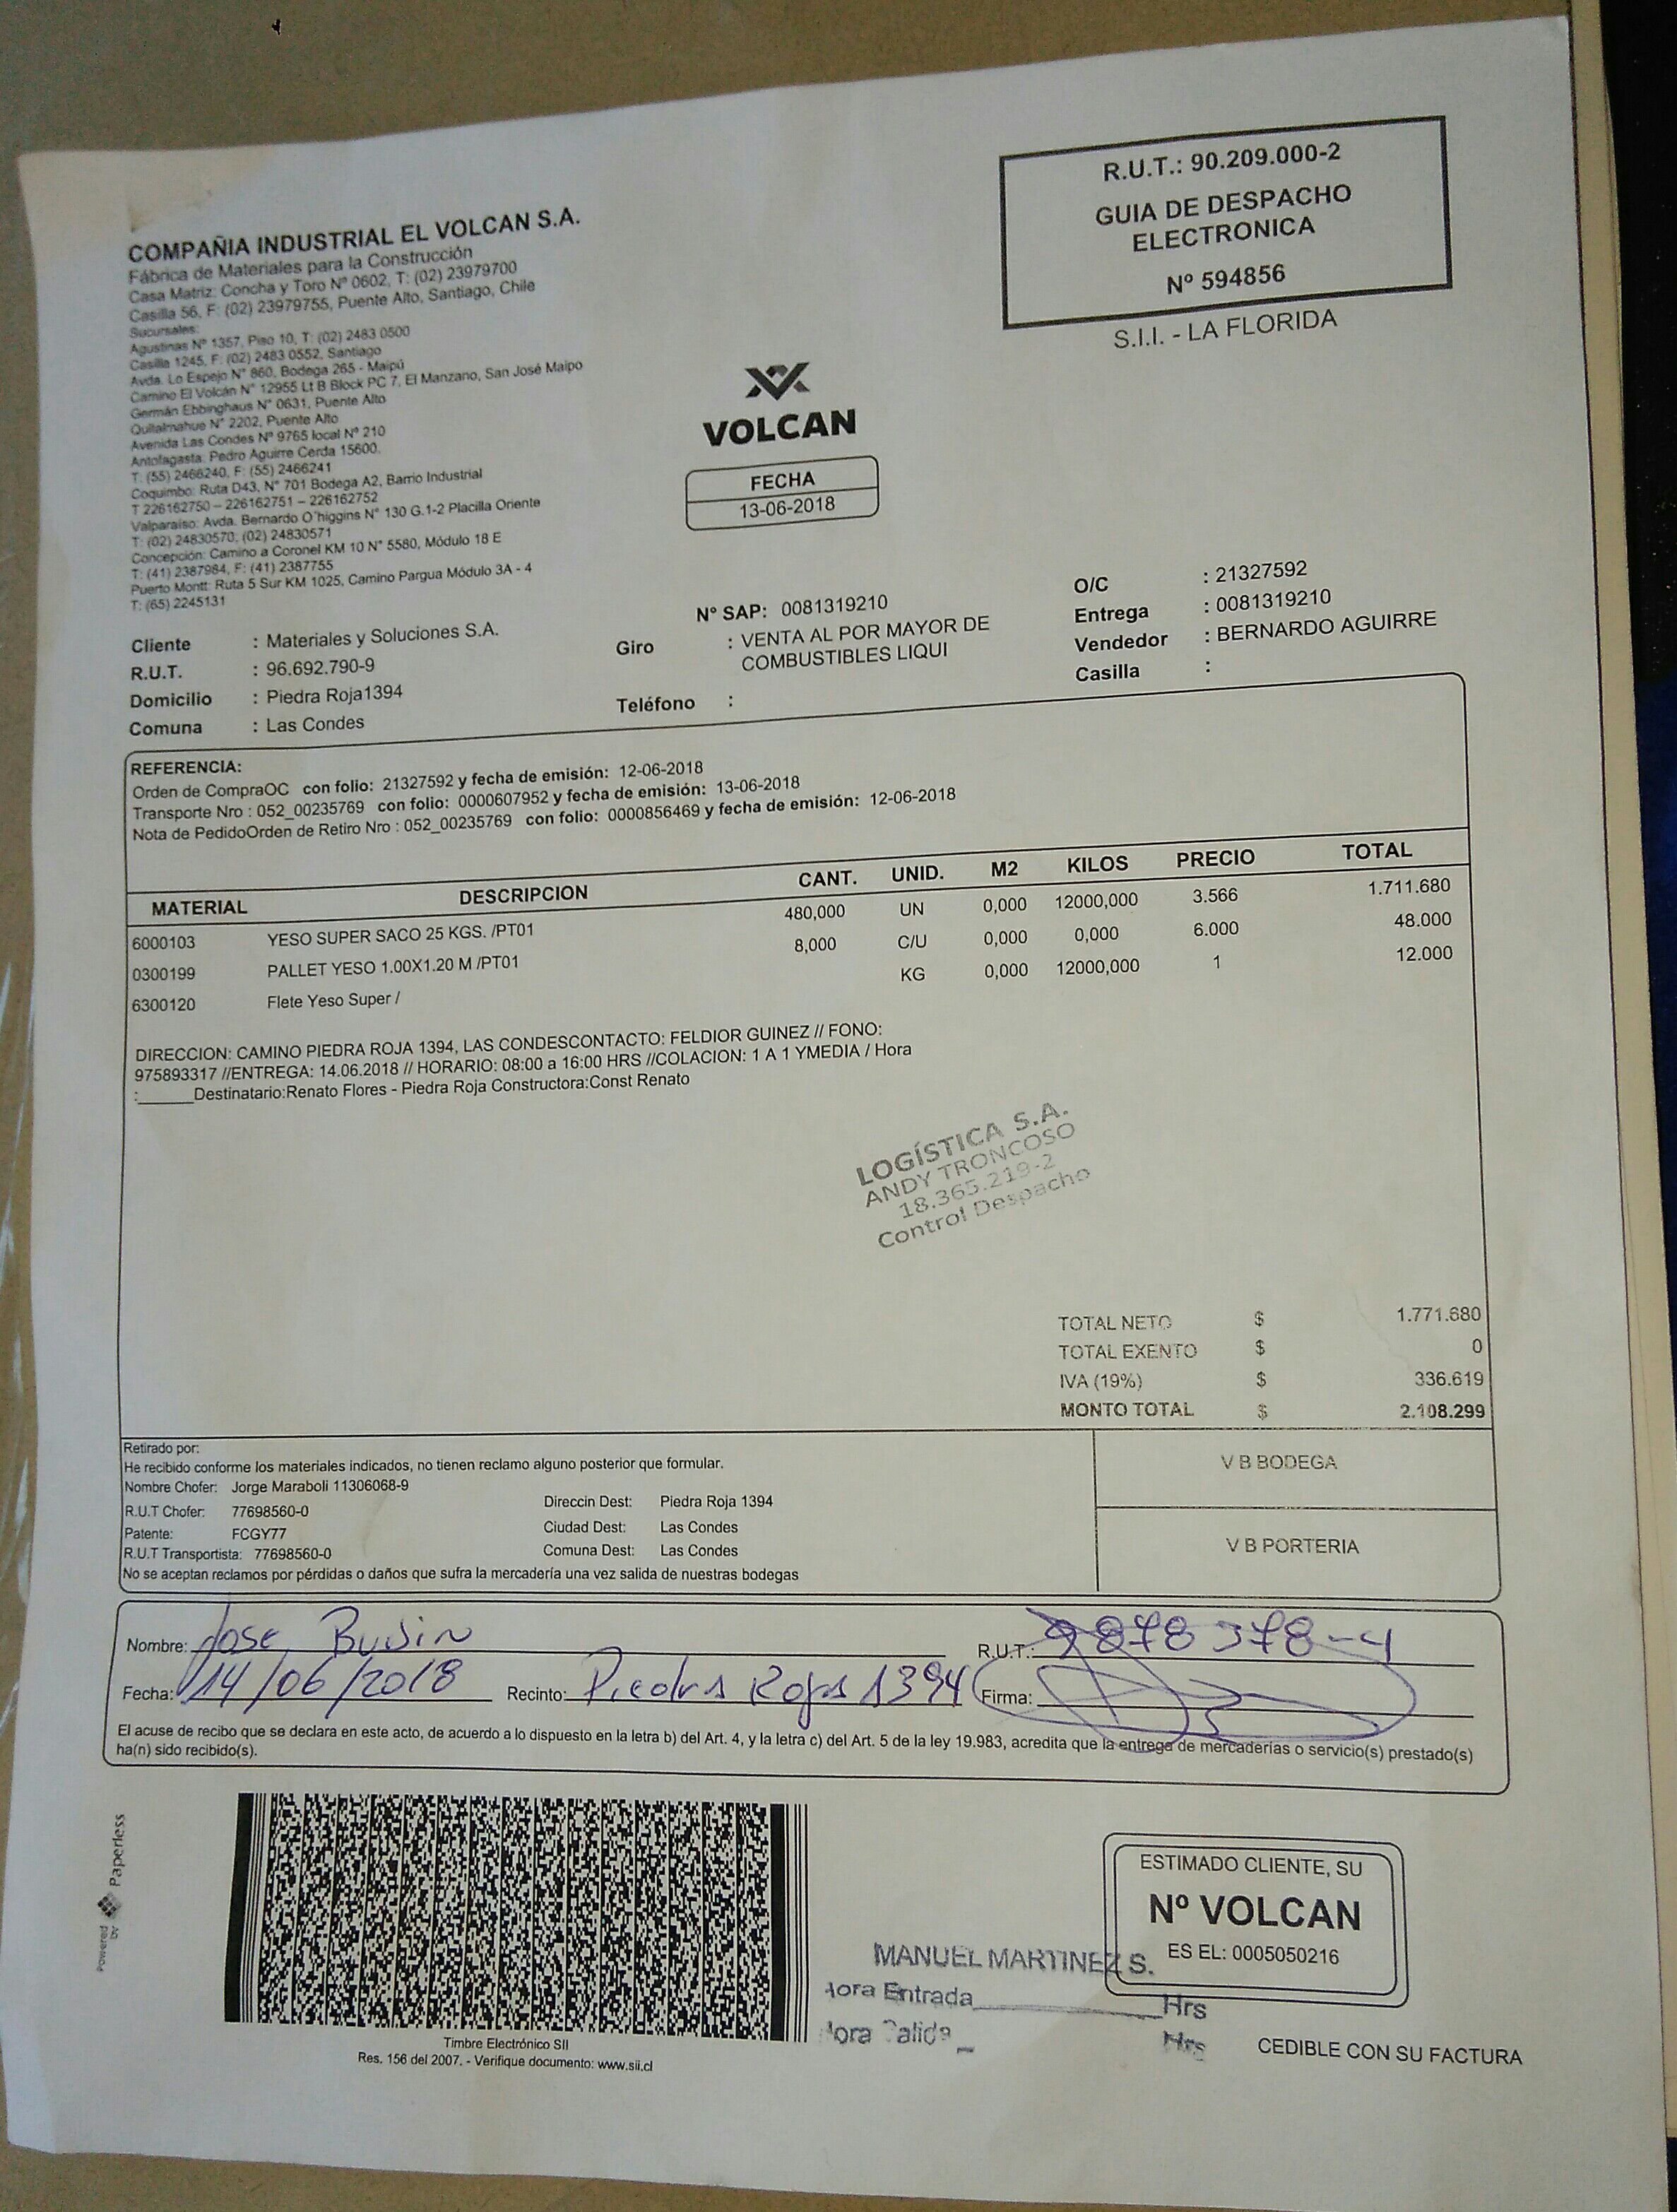 R.U.T.: 90.209.000-2
GUIA DE DESPACHO
ELECTRONICA
Nº 594856
S.I.I. - LA FLORIDA
COMPAÑIA INDUSTRIAL EL VOLCAN S.A.
Fábrica de Materiales para la Construcción
Casa Matriz: Concha y Toro Nº 0602, T: (02) 23979700
Casilla 56, F: (02) 23979755, Puente Alto, Santiago, Chile
Sucursales:
Agustinas Nº 1357, Piso 10, T: (02) 2483 0500
Casilla 1245, F: (02) 2483 0552, Santiago
Avda. Lo Espejo N° 860, Bodega 265 - Maipú
Camino El Volcán N° 12955 Lt B Block PC 7, El Manzano, San José Maipo
Germán Ebbinghaus N° 0631, Puente Alto
Quitalmahue N° 2202, Puente Alto
Avenida Las Condes Nº 9765 local Nº 210
Antofagasta: Pedro Aguirre Cerda 15600.
T: (55) 2466240, F: (55) 2466241
Coquimbo: Ruta D43, N° 701 Bodega A2, Barrio Industrial
T 226162750 – 226162751 – 226162752
Valparaiso: Avda. Bernardo O´higgins N° 130 G.1-2 Placilla Oriente
T: (02) 24830570, (02) 24830571
Concepción: Camino a Coronel KM 10 N° 5580, Módulo 18 E
T: (41) 2387984, F: (41) 2387755
Puerto Montt: Ruta 5 Sur KM 1025, Camino Pargua Módulo 3A - 4
T: (65) 2245131
VOLCAN
FECHA
13-06-2018
Nº SAP: 0081319210
O/C : 21327592
Entrega : 0081319210
Vendedor : BERNARDO AGUIRRE
Casilla :
Cliente : Materiales y Soluciones S.A.
R.U.T. : 96.692.790-9
Domicilio : Piedra Roja1394
Comuna : Las Condes
Giro : VENTA AL POR MAYOR DE
COMBUSTIBLES LIQUI
Teléfono :
REFERENCIA:
Orden de CompraOC con folio: 21327592 y fecha de emisión: 12-06-2018
Transporte Nro : 052_00235769 con folio: 0000607952 y fecha de emisión: 13-06-2018
Nota de PedidoOrden de Retiro Nro : 052_00235769 con folio: 0000856469 y fecha de emisión: 12-06-2018
MATERIAL DESCRIPCION CANT. UNID. M2 KILOS PRECIO TOTAL
6000103 YESO SUPER SACO 25 KGS. /PT01 480,000 UN 0,000 12000,000 3.566 1.711.680
0300199 PALLET YESO 1.00X1.20 M /PT01 8,000 C/U 0,000 0,000 6.000 48.000
6300120 Flete Yeso Super / KG 0,000 12000,000 1 12.000
DIRECCION: CAMINO PIEDRA ROJA 1394, LAS CONDESCONTACTO: FELDIOR GUINEZ // FONO:
975893317 //ENTREGA: 14.06.2018 // HORARIO: 08:00 a 16:00 HRS //COLACION: 1 A 1 YMEDIA / Hora
:______Destinatario:Renato Flores - Piedra Roja Constructora:Const Renato
LOGÍSTICA S.A.
ANDY TRONCOSO
18.365.219-2
Control Despacho
TOTAL NETO $ 1.771.680
TOTAL EXENTO $ 0
IVA (19%) $ 336.619
MONTO TOTAL $ 2.108.299
Retirado por:
He recibido conforme los materiales indicados, no tienen reclamo alguno posterior que formular.
Nombre Chofer: Jorge Maraboli 11306068-9
R.U.T Chofer: 77698560-0
Patente: FCGY77
R.U.T Transportista: 77698560-0
Direccin Dest: Piedra Roja 1394
Ciudad Dest: Las Condes
Comuna Dest: Las Condes
No se aceptan reclamos por pérdidas o daños que sufra la mercadería una vez salida de nuestras bodegas
V B BODEGA
V B PORTERIA
Nombre: Jose
R.U.T.: 9878378-4
Fecha: 14/06/2018 Recinto: Piedra Roja 1394 Firma:
El acuse de recibo que se declara en este acto, de acuerdo a lo dispuesto en la letra b) del Art. 4, y la letra c) del Art. 5 de la ley 19.983, acredita que la entrega de mercaderías o servicio(s) prestado(s)
ha(n) sido recibido(s).
Powered by Paperless
Timbre Electrónico SII
Res. 156 del 2007. - Verifique documento: www.sii.cl
ESTIMADO CLIENTE, SU
Nº VOLCAN
ES EL: 0005050216
MANUEL MARTINEZ S.
Hora Entrada Hrs
Hora Salida Hrs
CEDIBLE CON SU FACTURA